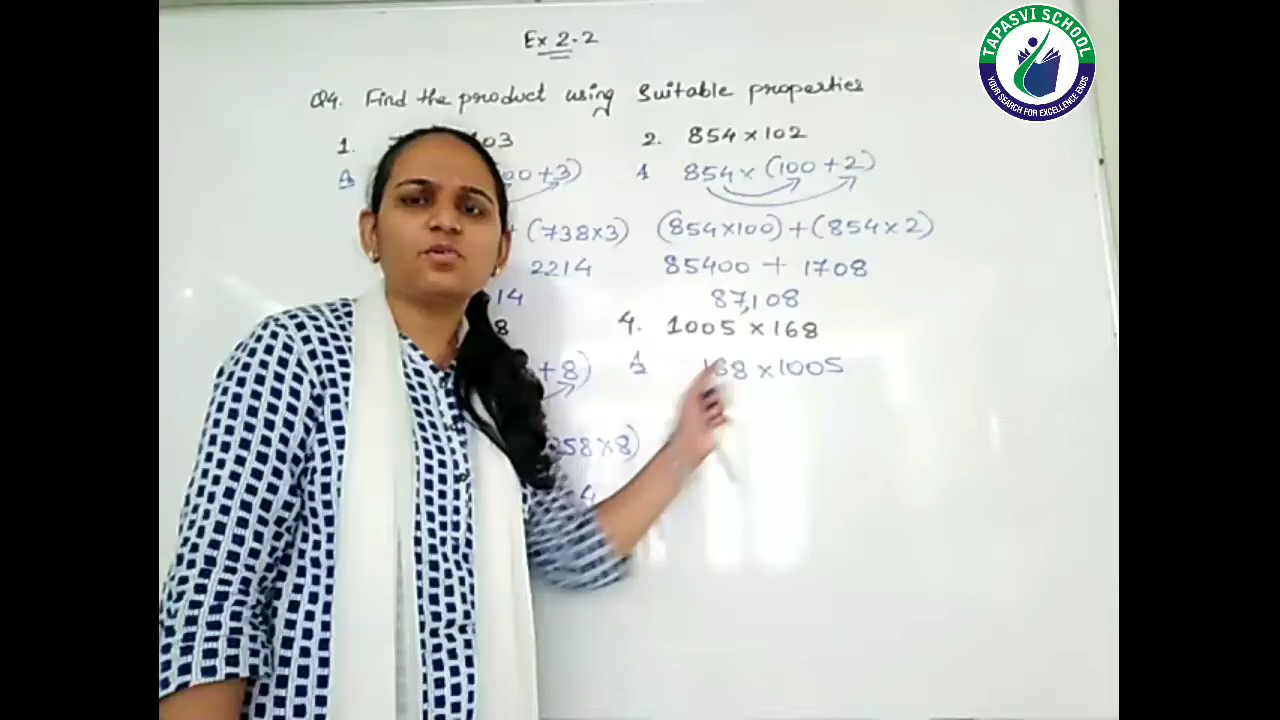 Ex 2.2
Q4. Find the product using Suitable properties
1. 03
00 + 3)
(738×3)
2214
14
8
+ 8)
258×8)
4
2. 854 × 102
A 854 × (100 + 2)
(854×100) + (854×2)
85400 + 1708
87,108
4. 1005 × 168
A 168 × 1005
TAPASVI SCHOOL
YOUR SEARCH FOR EXCELLENCE ENDS